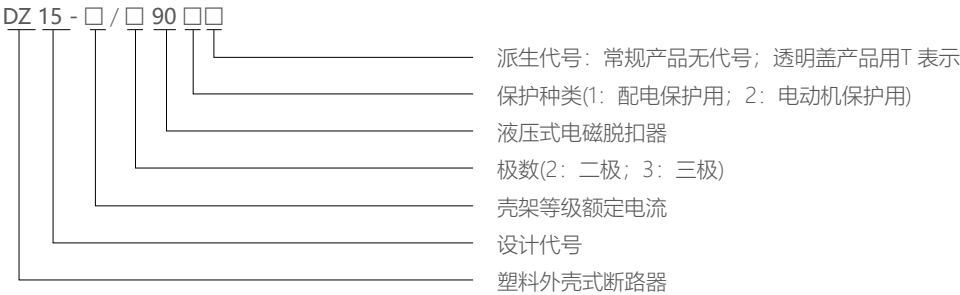 DZ 15 - □ / □ 90 □ □
派生代号：常规产品无代号；透明盖产品用T 表示
保护种类(1：配电保护用；2：电动机保护用)
液压式电磁脱扣器
极数(2：二极；3：三极)
壳架等级额定电流
设计代号
塑料外壳式断路器